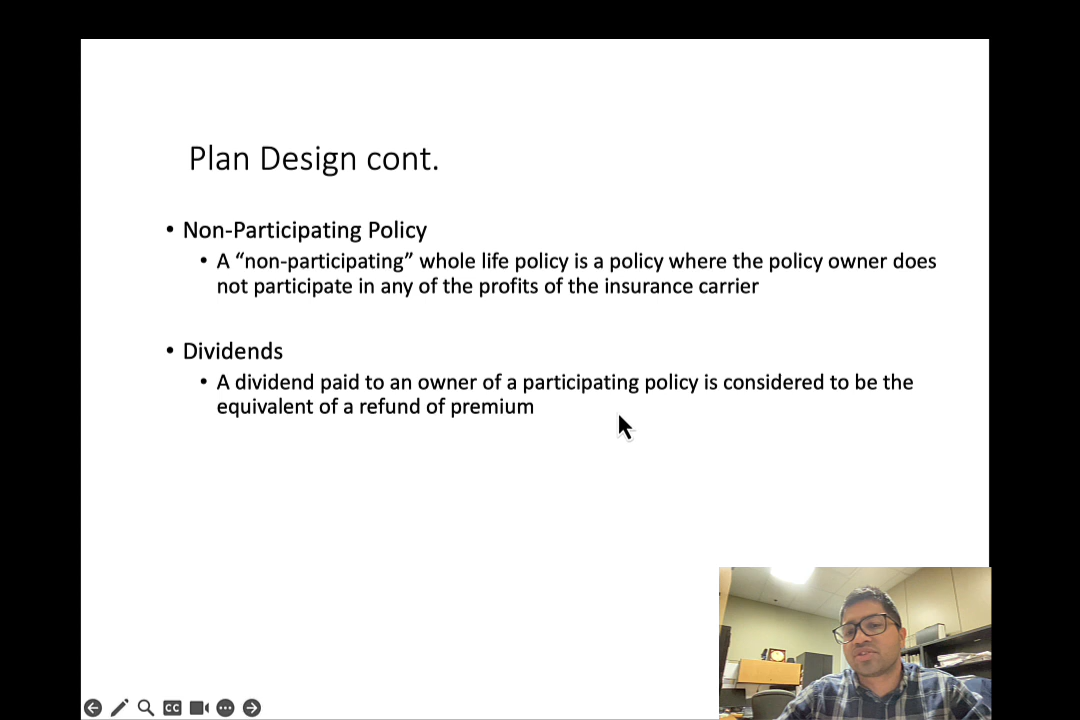 Plan Design cont.
• Non-Participating Policy
• A “non-participating” whole life policy is a policy where the policy owner does
not participate in any of the profits of the insurance carrier
• Dividends
• A dividend paid to an owner of a participating policy is considered to be the
equivalent of a refund of premium
CC